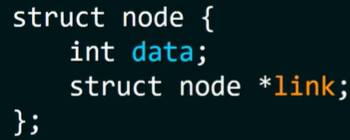 struct node {
    int data;
    struct node *link;
};